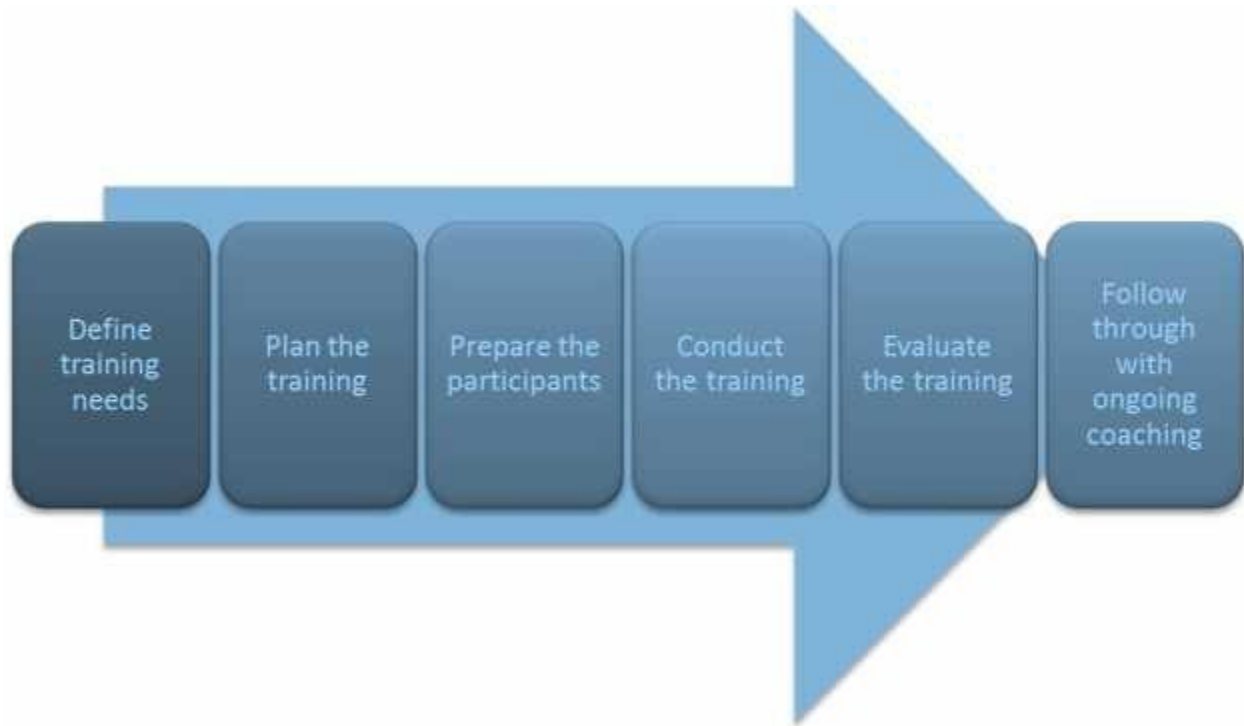 Define
training
needs
Plan the
training
Prepare the
participants
Conduct
the training
Evaluate
the training
Follow
through
with
ongoing
coaching